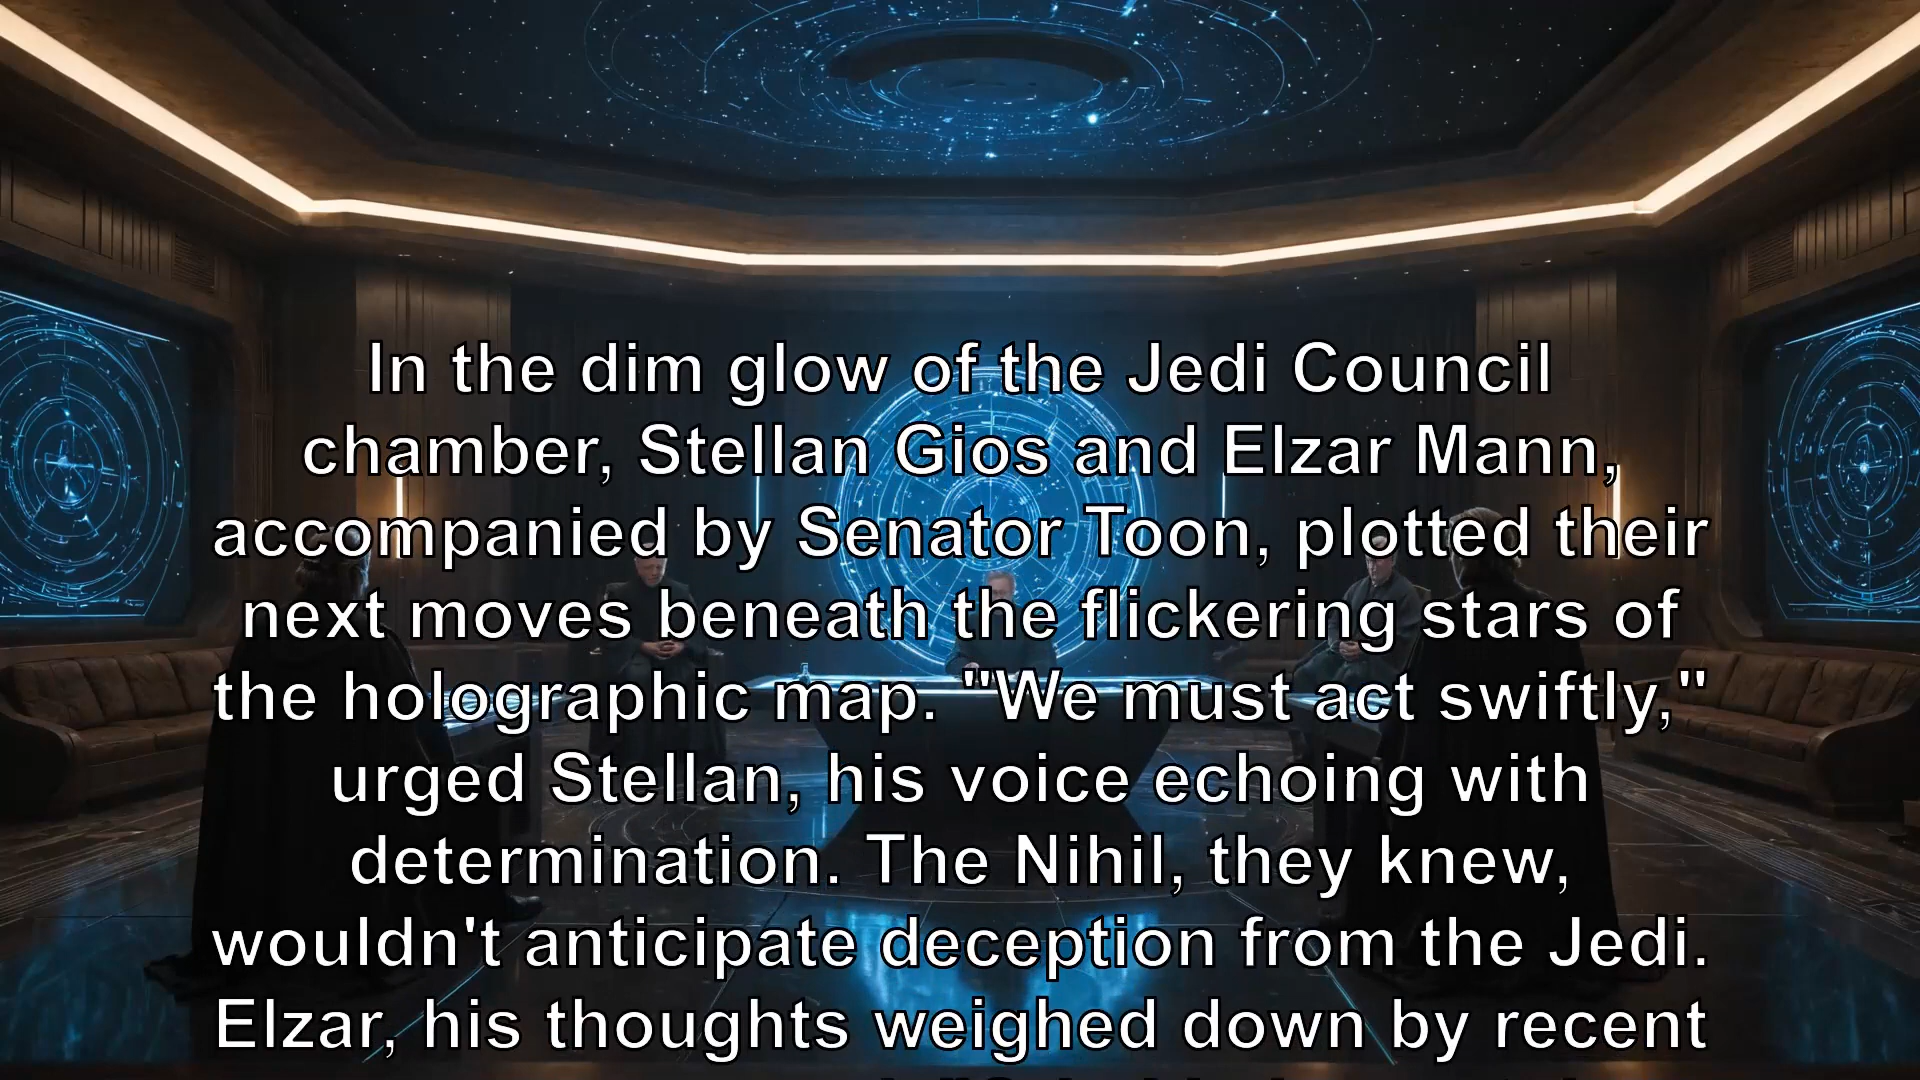 In the dim glow of the Jedi Council
chamber, Stellan Gios and Elzar Mann,
accompanied by Senator Toon, plotted their
next moves beneath the flickering stars of
the holographic map. "We must act swiftly,"
urged Stellan, his voice echoing with
determination. The Nihil, they knew,
wouldn't anticipate deception from the Jedi.
Elzar, his thoughts weighed down by recent